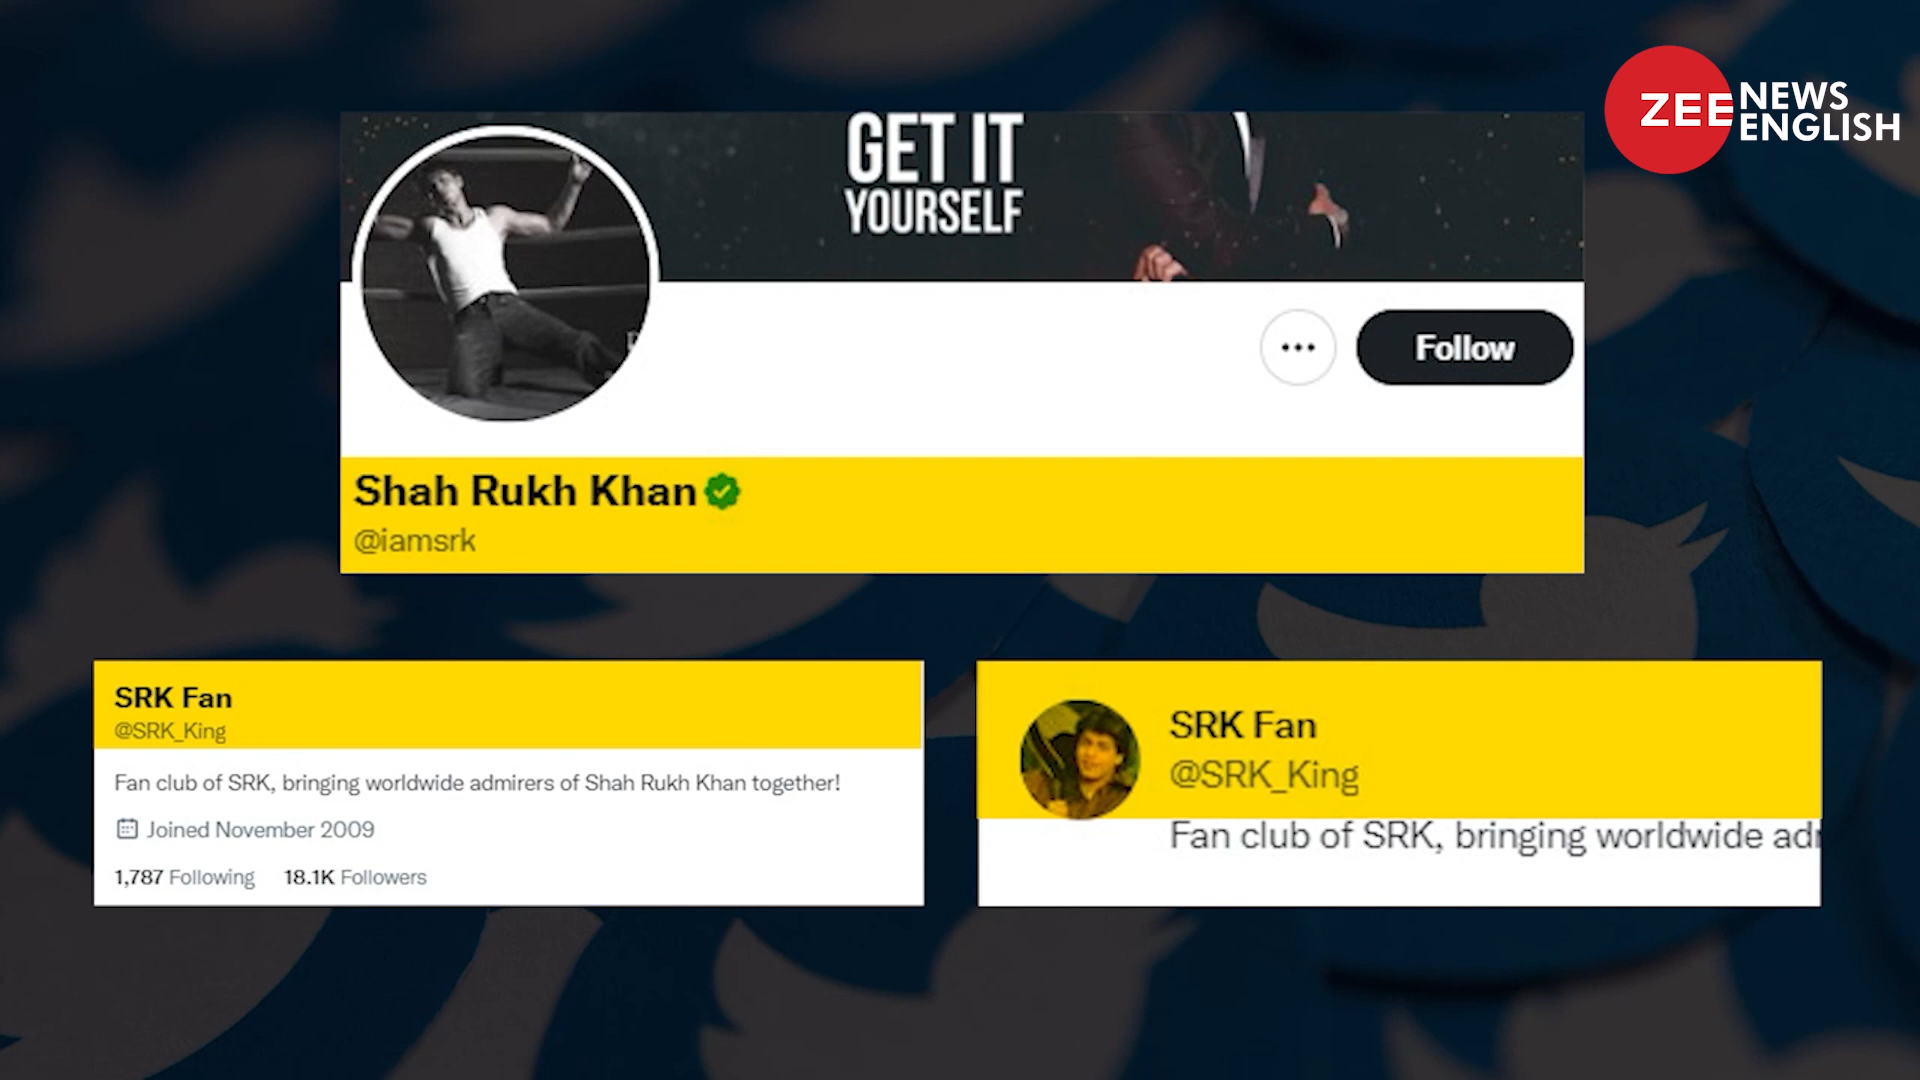 ZEE NEWS
ENGLISH
GET IT
YOURSELF
Follow
Shah Rukh Khan
@iamsrk
SRK Fan
@SRK_King
Fan club of SRK, bringing worldwide admirers of Shah Rukh Khan together!
Joined November 2009
1,787 Following 18.1K Followers
SRK Fan
@SRK_King
Fan club of SRK, bringing worldwide